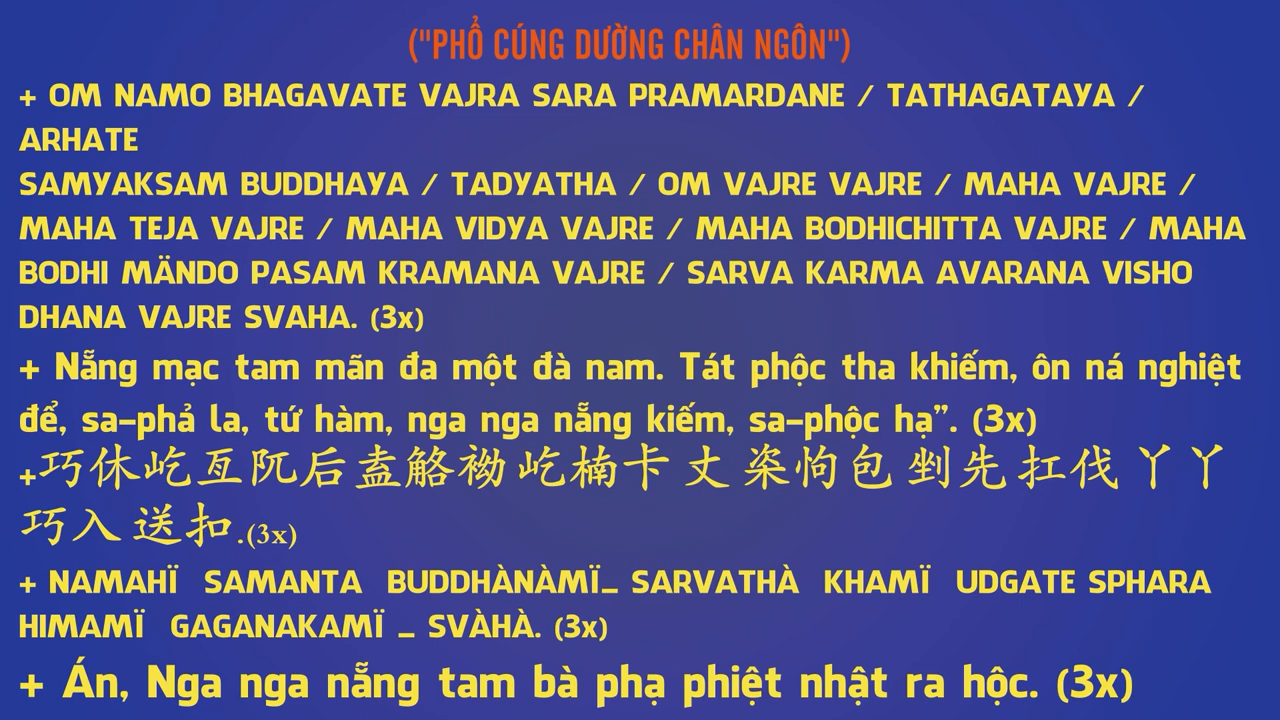 ("PHỔ CÚNG DƯỜNG CHÂN NGÔN")
+ OM NAMO BHAGAVATE VAJRA SARA PRAMARDANE / TATHAGATAYA /
ARHATE
SAMYAKSAM BUDDHAYA / TADYATHA / OM VAJRE VAJRE / MAHA VAJRE /
MAHA TEJA VAJRE / MAHA VIDYA VAJRE / MAHA BODHICHITTA VAJRE / MAHA
BODHI MÄNDO PASAM KRAMANA VAJRE / SARVA KARMA AVARANA VISHO
DHANA VAJRE SVAHA. (3x)
+ Nẵng mạc tam mãn đa một đà nam. Tát phộc tha khiếm, ôn ná nghiệt
để, sa-phả la, tứ hàm, nga nga nẵng kiếm, sa-phộc hạ”. (3x)
+巧休屹亙阢后盍觡袎屹楠卡丈楶怐包剉先扛伐丫丫
巧入送扣.(3x)
+ NAMAHÏ SAMANTA BUDDHÀNÀMÏ_ SARVATHÀ KHAMÏ UDGATE SPHARA
HIMAMÏ GAGANAKAMÏ _ SVÀHÀ. (3x)
+ Án, Nga nga nẵng tam bà phạ phiệt nhật ra hộc. (3x)